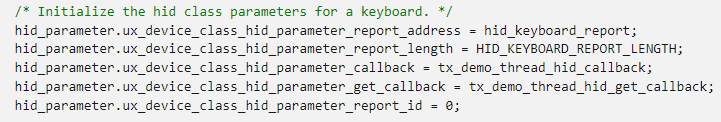 /* Initialize the hid class parameters for a keyboard. */
hid_parameter.ux_device_class_hid_parameter_report_address = hid_keyboard_report;
hid_parameter.ux_device_class_hid_parameter_report_length = HID_KEYBOARD_REPORT_LENGTH;
hid_parameter.ux_device_class_hid_parameter_callback = tx_demo_thread_hid_callback;
hid_parameter.ux_device_class_hid_parameter_get_callback = tx_demo_thread_hid_get_callback;
hid_parameter.ux_device_class_hid_parameter_report_id = 0;